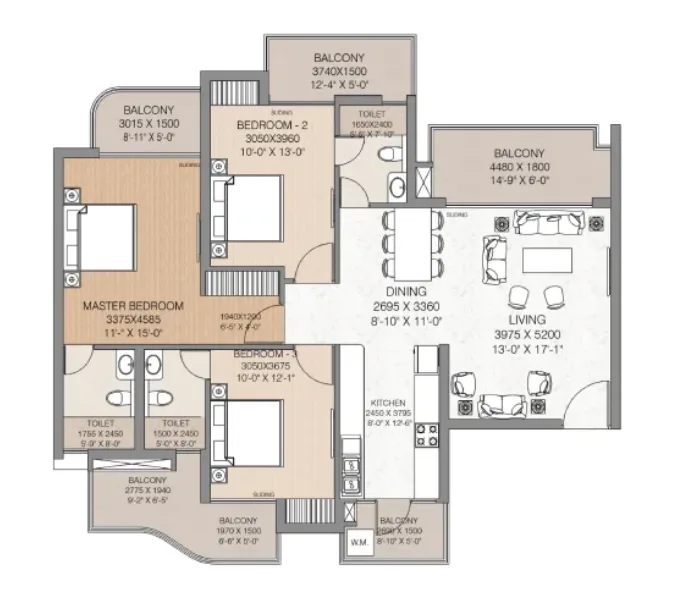 BALCONY
3740X1500
12'-4" X 5'-0"
BALCONY
3015 X 1500
8'-11" X 5'-0"
SLIDING
BEDROOM - 2
3050X3960
10'-0" X 13'-0"
TOILET
1650X2400
5'-5" X 7'-10"
BALCONY
4480 X 1800
14'-9" X 6'-0"
SLIDING
SLIDING
MASTER BEDROOM
3375X4585
11'-" X 15'-0"
1940X1200
6'-5" X 4'-0"
DINING
2695 X 3360
8'-10" X 11'-0"
LIVING
3975 X 5200
13'-0" X 17'-1"
BEDROOM - 3
3050X3675
10'-0" X 12'-1"
KITCHEN
2450 X 3795
8'-0" X 12'-6"
TOILET
1755 X 2450
5'-9" X 8'-0"
TOILET
1500 X 2450
5'-0" X 8'-0"
SLIDING
BALCONY
2775 X 1940
9'-2" X 6'-5"
BALCONY
1970 X 1500
6'-6" X 5'-0"
BALCONY
2690 X 1500
8'-10" X 5'-0"
W.M.